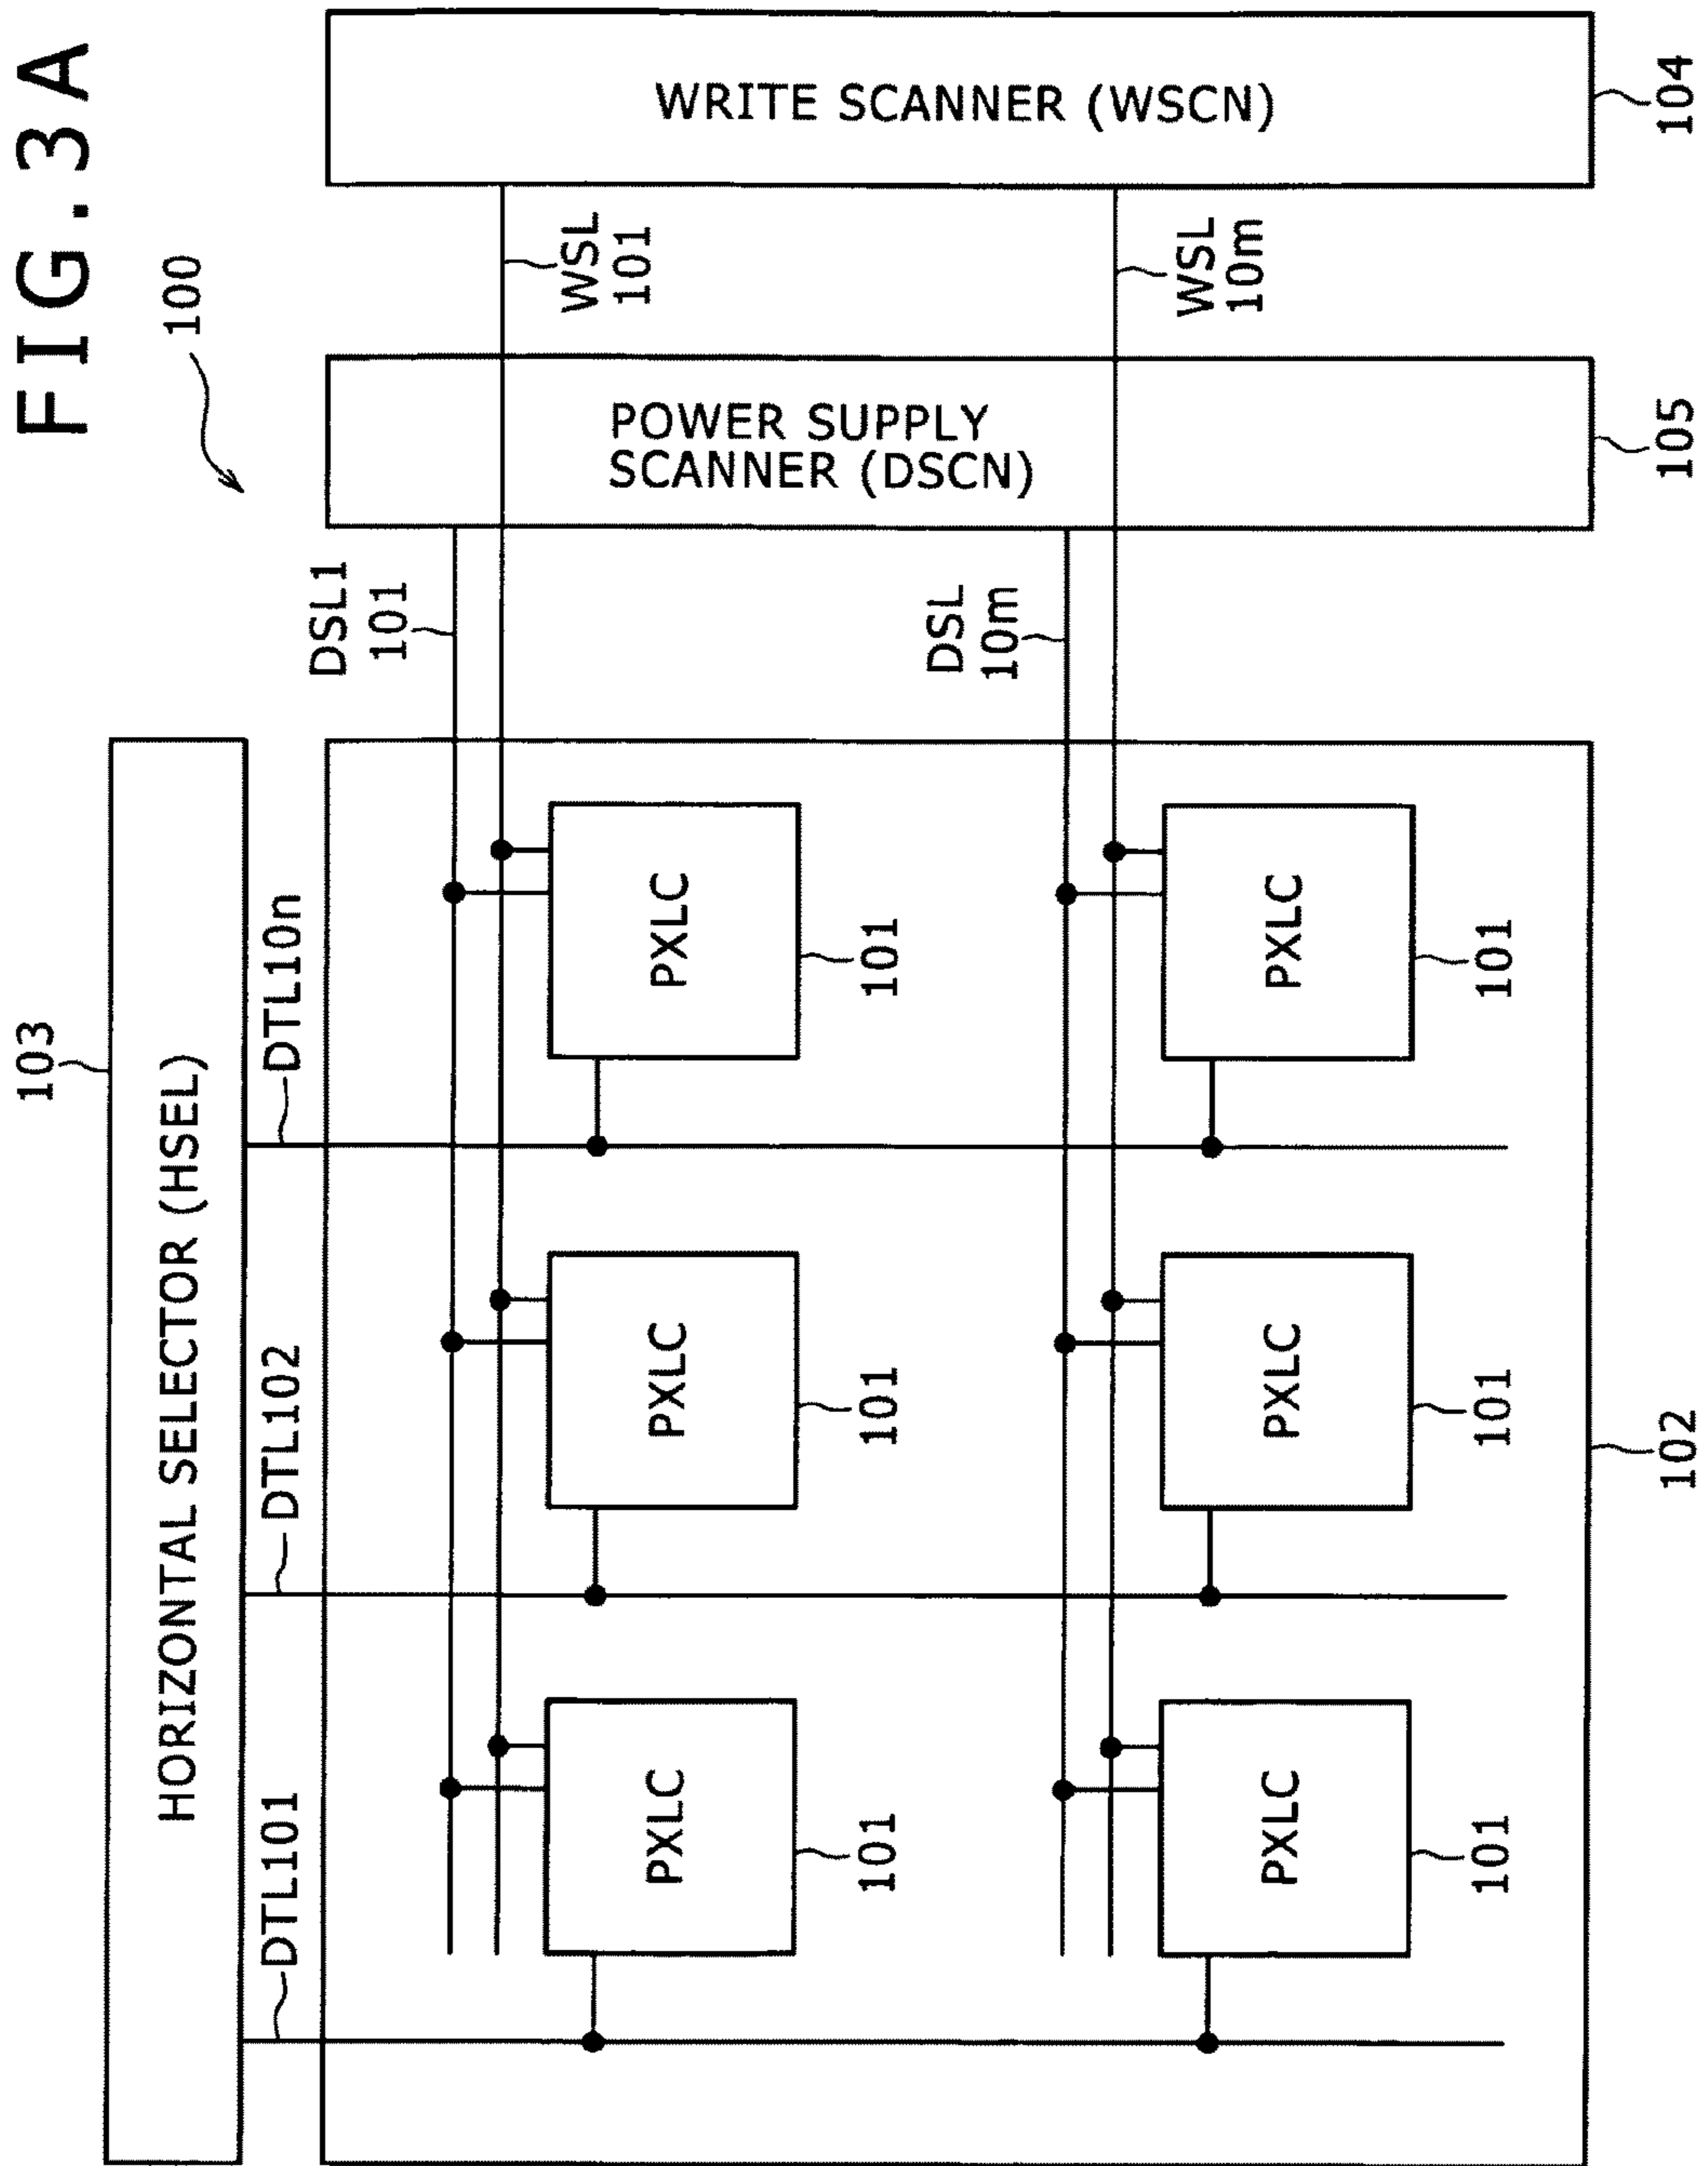 FIG.3A
100
103
HORIZONTAL SELECTOR (HSEL)
DTL101
DTL102
DTL10n
DSL1
101
WSL
101
PXLC
101
PXLC
101
PXLC
101
POWER SUPPLY
SCANNER (DSCN)
WRITE SCANNER (WSCN)
DSL
10m
WSL
10m
PXLC
101
PXLC
101
PXLC
101
102
105
104